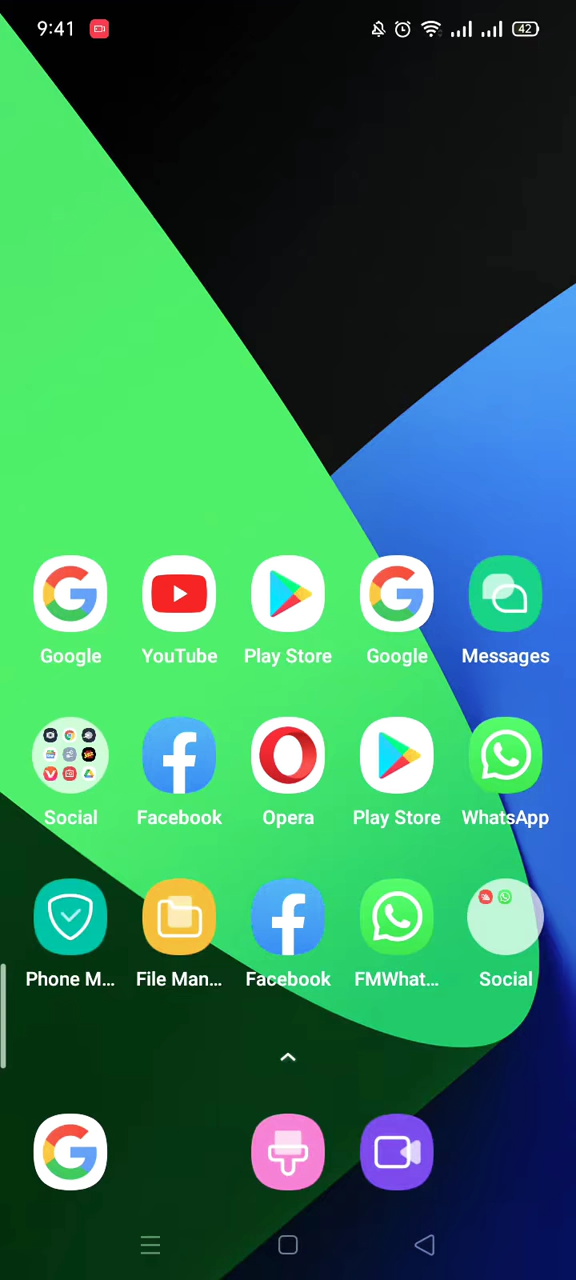 9:41
42
Google YouTube Play Store Google Messages
Social Facebook Opera Play Store WhatsApp
Phone M... File Man... Facebook FMWhat... Social